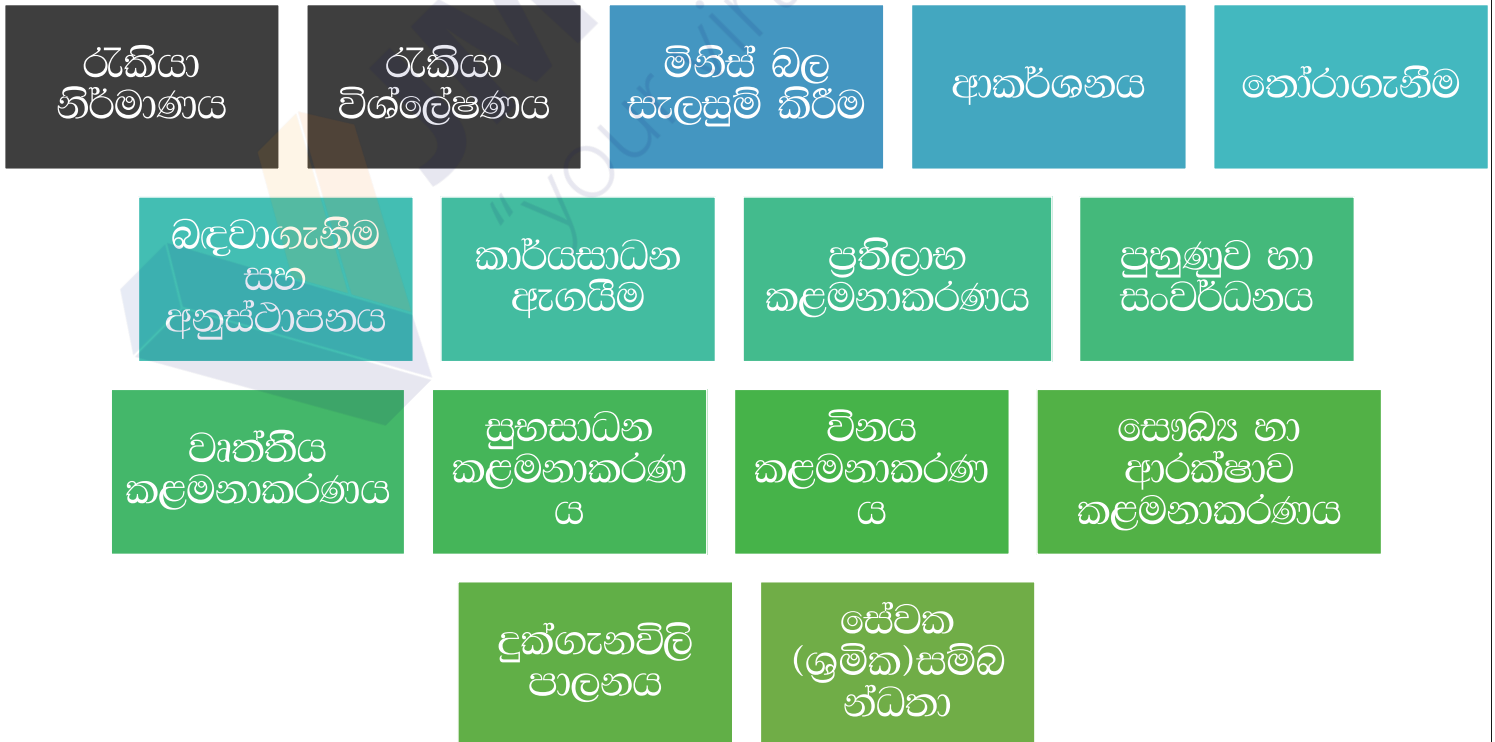 රැකියා
නිර්මාණය
රැකියා
විශ්ලේෂණය
මිනිස් බල
සැලසුම් කිරීම
ආකර්ශනය
තෝරාගැනීම
බඳවාගැනීම
සහ
අනුස්ථාපනය
කාර්යසාධන
ඇගයීම
ප්‍රතිලාභ
කළමනාකරණය
පුහුණුව හා
සංවර්ධනය
වෘත්තීය
කළමනාකරණය
සුභසාධන
කළමනාකරණ
ය
විනය
කළමනාකරණ
ය
සෞඛ්‍ය හා
ආරක්ෂාව
කළමනාකරණය
දුක්ගැනවිලි
පාලනය
සේවක
(ශ්‍රමික)සම්බ
න්ධතා
"your